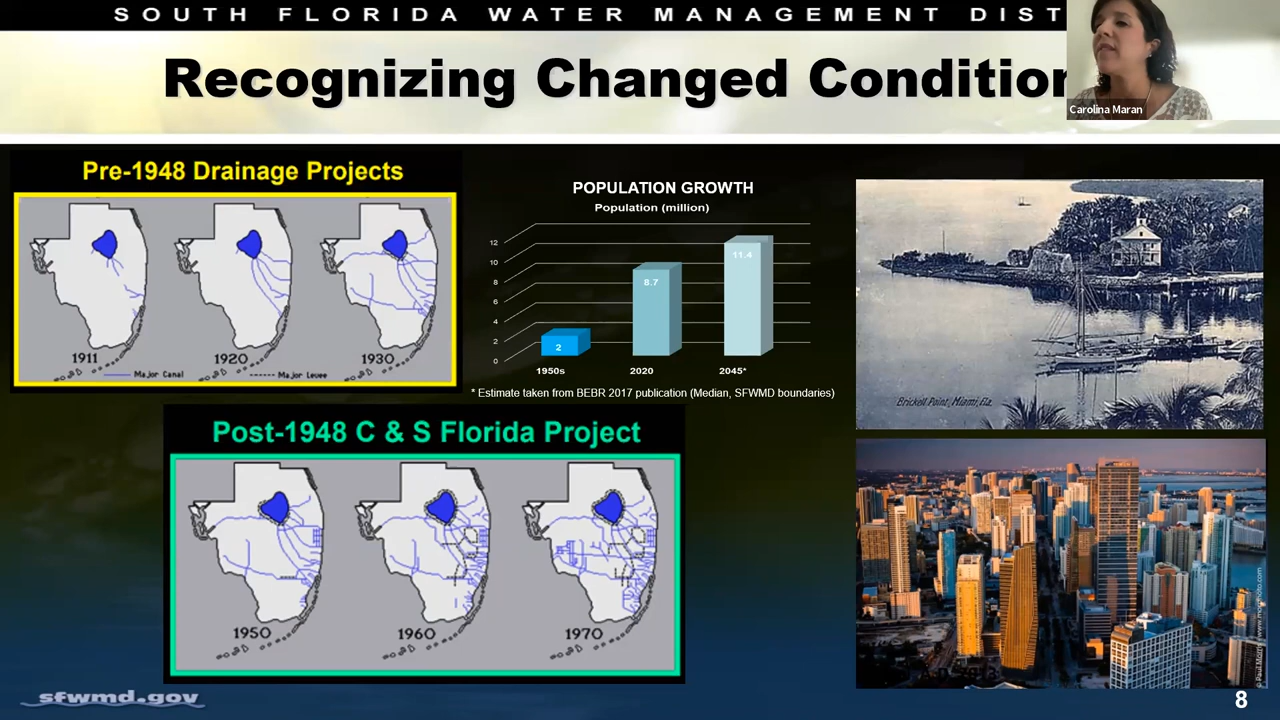 SOUTH FLORIDA WATER MANAGEMENT DIST
Recognizing Changed Condition
Carolina Maran
Pre-1948 Drainage Projects
1911
1920
1930
Major Canal
Major Levee
POPULATION GROWTH
Population (million)
12
10
8
6
4
2
0
2
8.7
11.4
1950s
2020
2045*
* Estimate taken from BEBR 2017 publication (Median, SFWMD boundaries)
Post-1948 C & S Florida Project
1950
1960
1970
Brickell Point, Miami, Fla.
sfwmd.gov
8